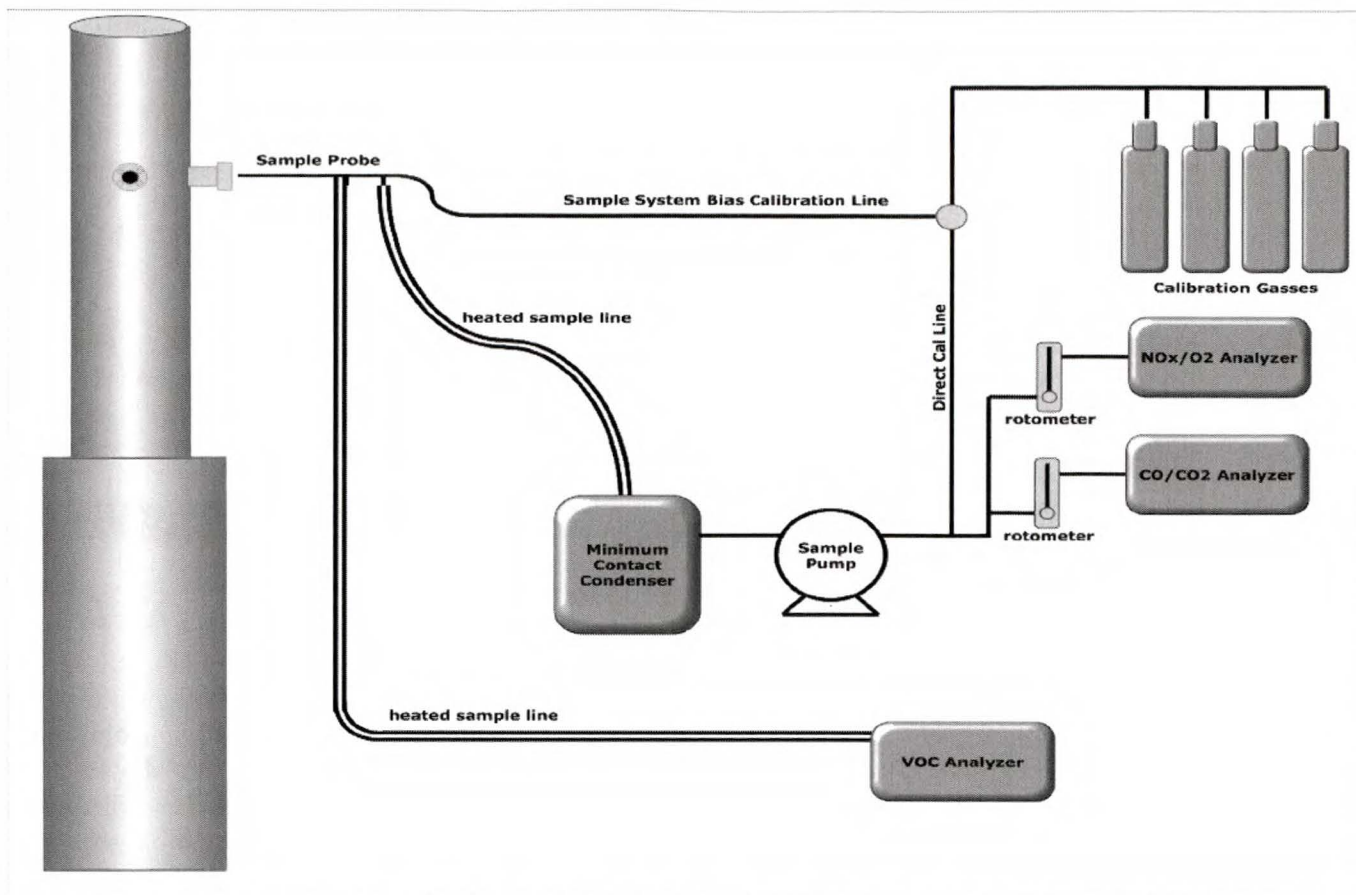 Sample Probe
Sample System Bias Calibration Line
Calibration Gasses
heated sample line
Direct Cal Line
NOx/O2 Analyzer
rotometer
CO/CO2 Analyzer
rotometer
Minimum
Contact
Condenser
Sample
Pump
heated sample line
VOC Analyzer